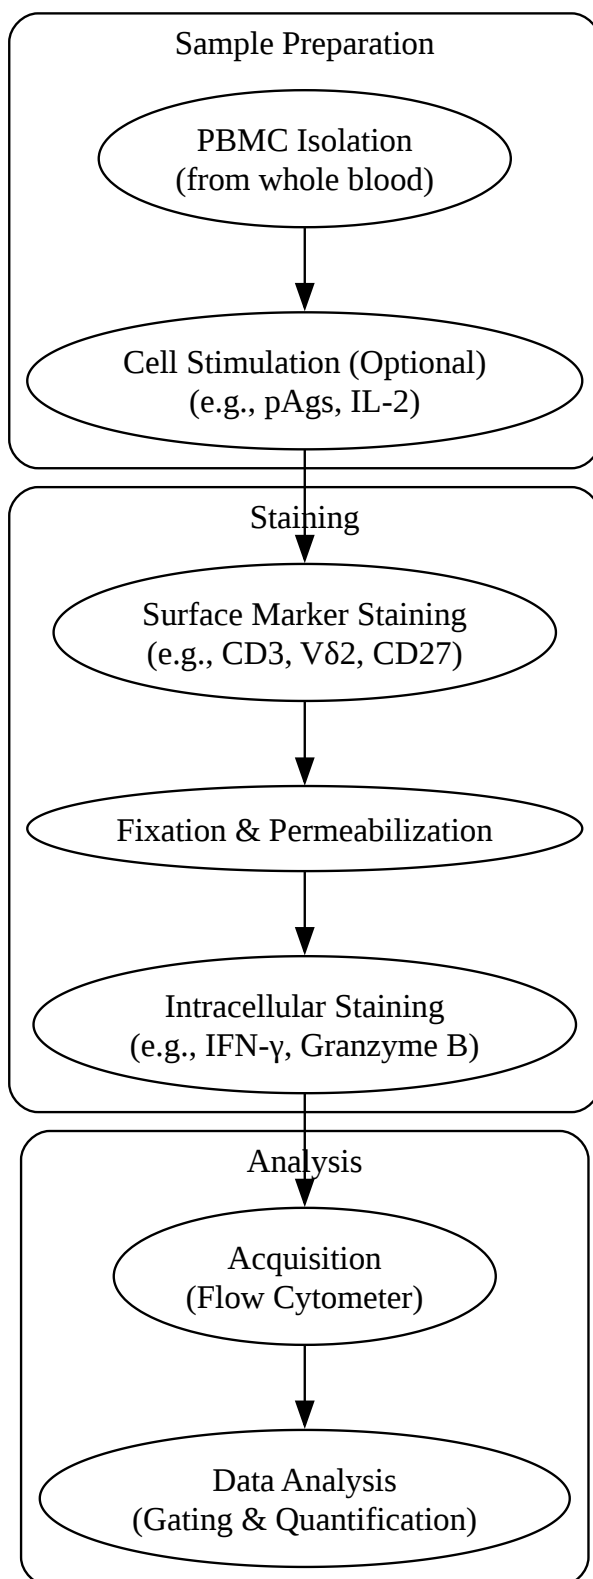 Sample Preparation
PBMC Isolation
(from whole blood)
Cell Stimulation (Optional)
(e.g., pAgs, IL-2)
Staining
Surface Marker Staining
(e.g., CD3, Vδ2, CD27)
Fixation & Permeabilization
Intracellular Staining
(e.g., IFN-γ, Granzyme B)
Analysis
Acquisition
(Flow Cytometer)
Data Analysis
(Gating & Quantification)